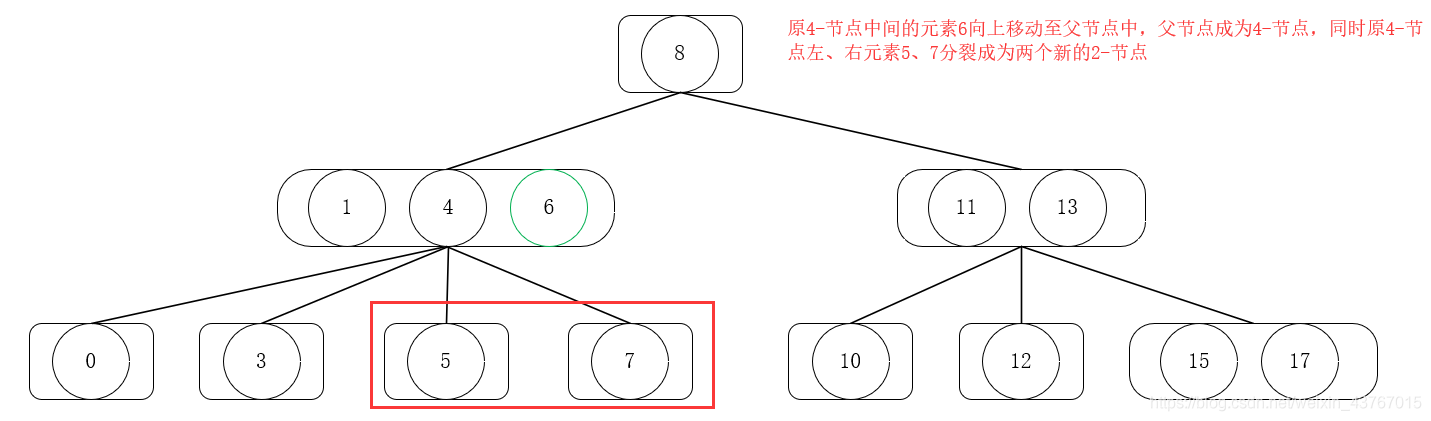 原4-节点中间的元素6向上移动至父节点中，父节点成为4-节点，同时原4-节
点左、右元素5、7分裂成为两个新的2-节点
8
1 4 6 11 13
0 3 5 7 10 12 15 17
https://blog.csdn.net/weixin_43767015